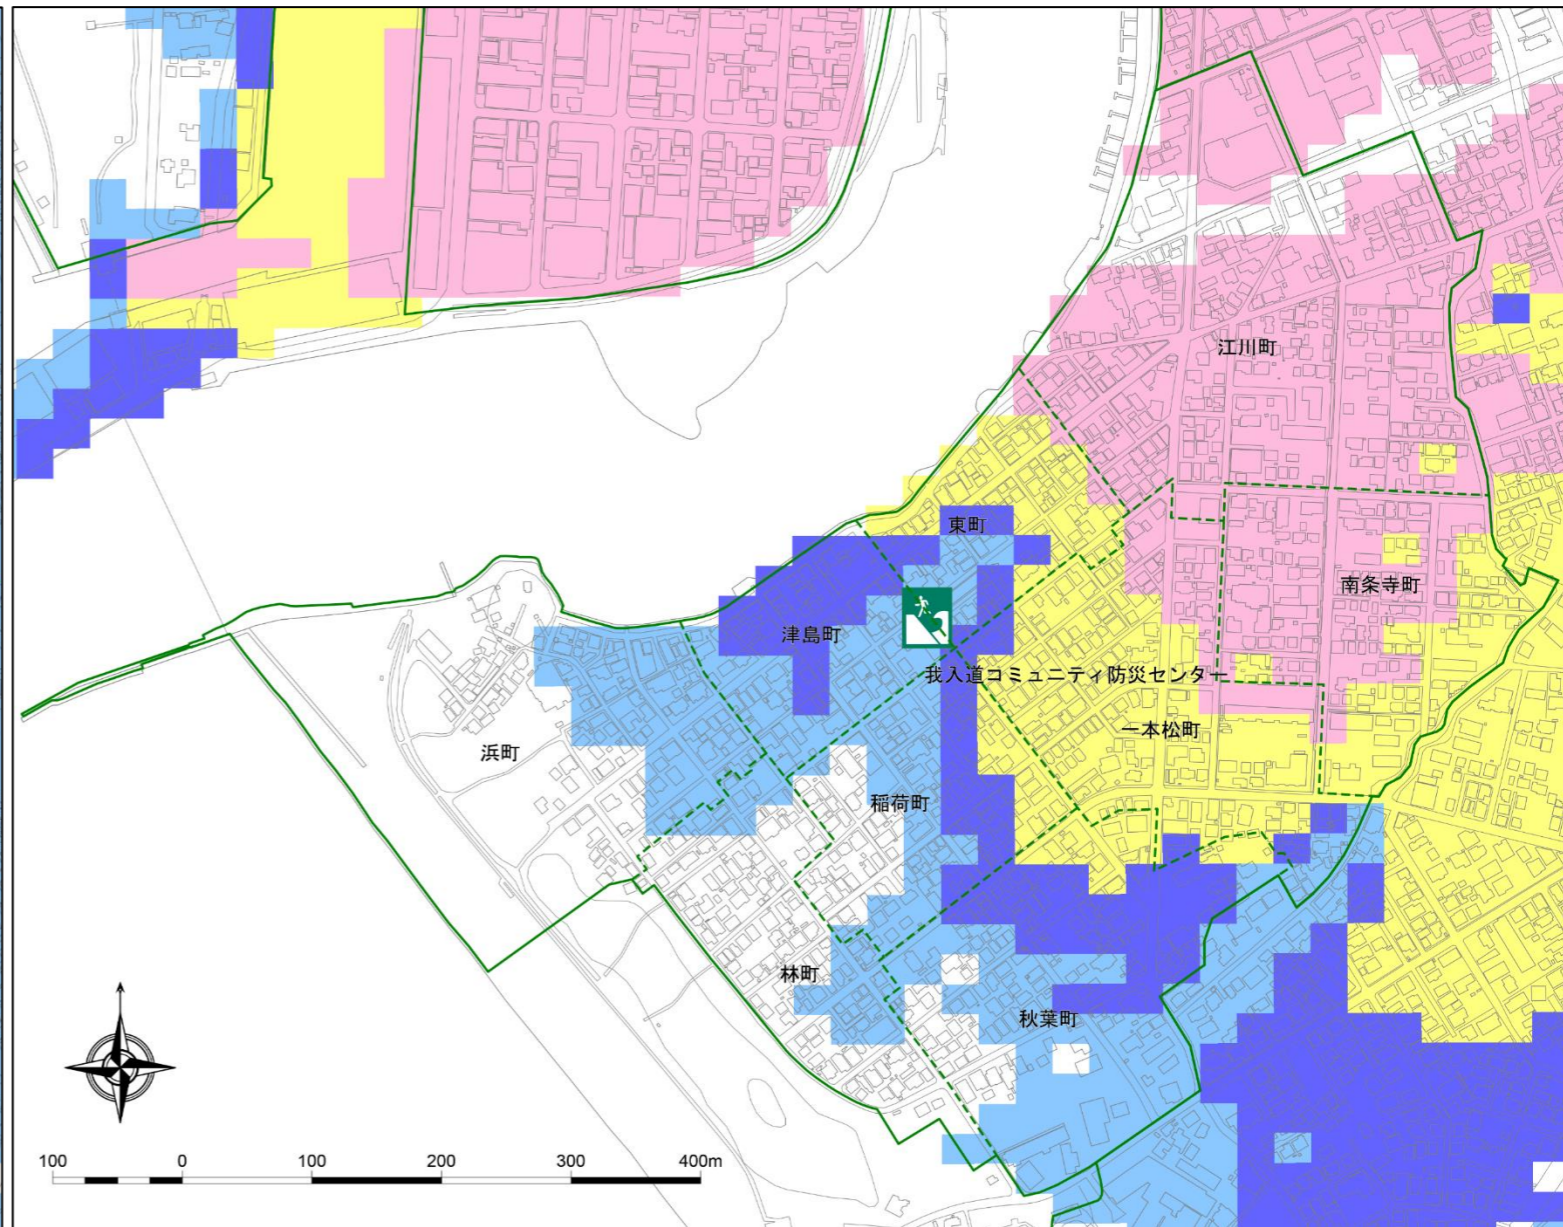 江川町
東町
南条寺町
津島町
我入道コミュニティ防災センター
一本松町
浜町
稲荷町
林町
秋葉町
100 0 100 200 300 400m